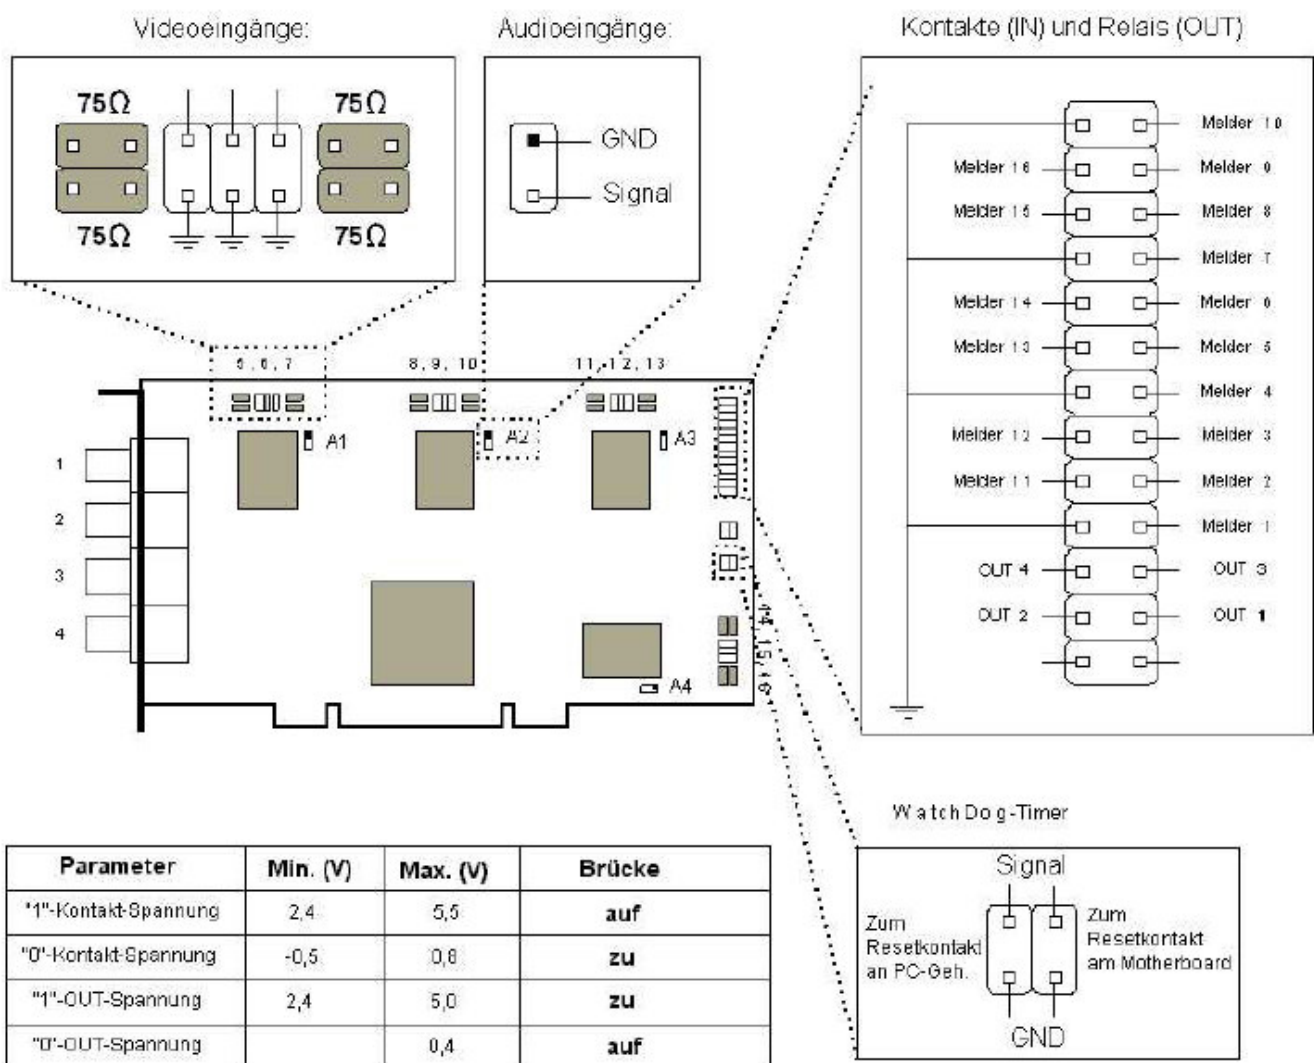 Videoeingänge:
Audioeingänge:
Kontakte (IN) und Relais (OUT)
75Ω 75Ω
75Ω 75Ω
GND
Signal
Melder 10
Melder 16 Melder 9
Melder 15 Melder 8
Melder 7
Melder 14 Melder 6
Melder 13 Melder 5
Melder 4
Melder 12 Melder 3
Melder 11 Melder 2
Melder 1
OUT 4 OUT 3
OUT 2 OUT 1
5, 6, 7
8, 9, 10
11, 12, 13
A1
A2
A3
1
2
3
4
14, 15, 16
A4
WatchDog-Timer
Signal
Zum
Resetkontakt
an PC-Geh.
Zum
Resetkontakt
am Motherboard
GND
Parameter Min. (V) Max. (V) Brücke
"1"-Kontakt-Spannung 2,4 5,5 auf
"0"-Kontakt-Spannung -0,5 0,8 zu
"1"-OUT-Spannung 2,4 5,0 zu
"0"-OUT-Spannung 0,4 auf